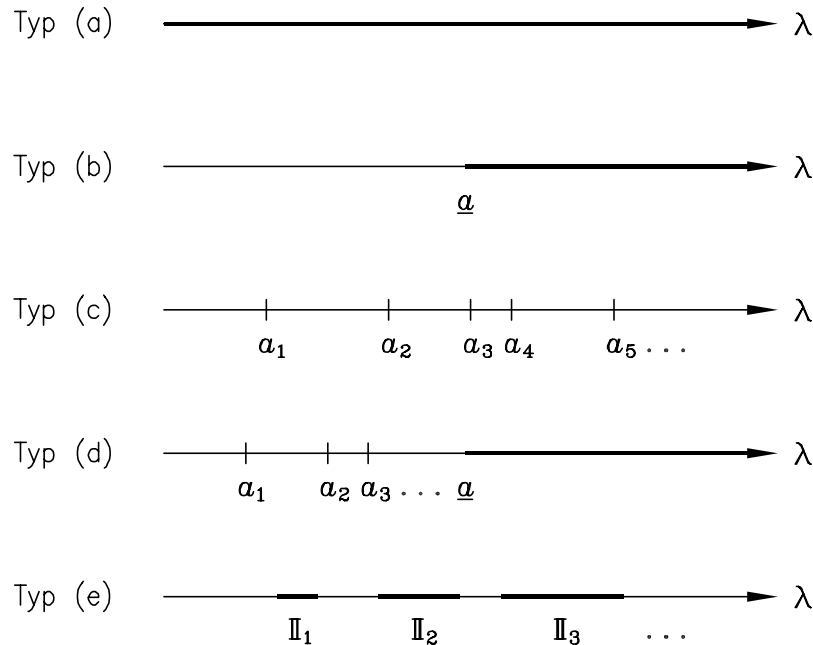 Typ (a) λ
Typ (b) λ
a
Typ (c) λ
a₁ a₂ a₃ a₄ a₅ ...
Typ (d) λ
a₁ a₂ a₃ ... a
Typ (e) λ
𝕀₁ 𝕀₂ 𝕀₃ ...